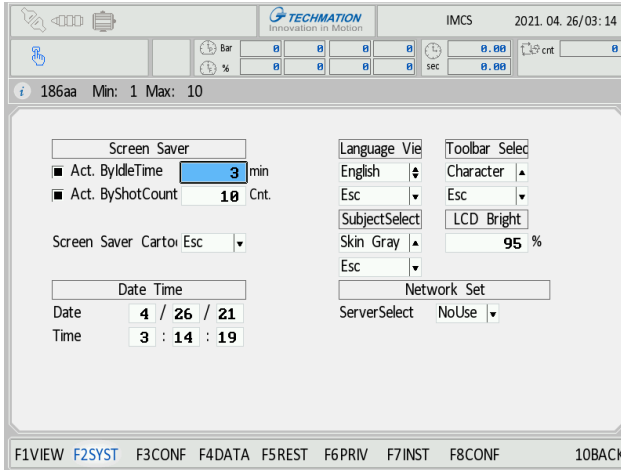 TECHMATION
Innovation in Motion
IMCS
2021. 04. 26/03: 14
Bar 0 0 0 0 0.00 cnt 0
% 0 0 0 0 sec 0.00
i 186aa Min: 1 Max: 10
Screen Saver
Act. ByIdleTime 3 min
Act. ByShotCount 10 Cnt.
Screen Saver Cartoo Esc
Language Vie
English
Esc
Toolbar Selec
Character
Esc
SubjectSelect
Skin Gray
Esc
LCD Bright
95 %
Date Time
Date 4 / 26 / 21
Time 3 : 14 : 19
Network Set
ServerSelect NoUse
F1VIEW F2SYST F3CONF F4DATA F5REST F6PRIV F7INST F8CONF 10BACK